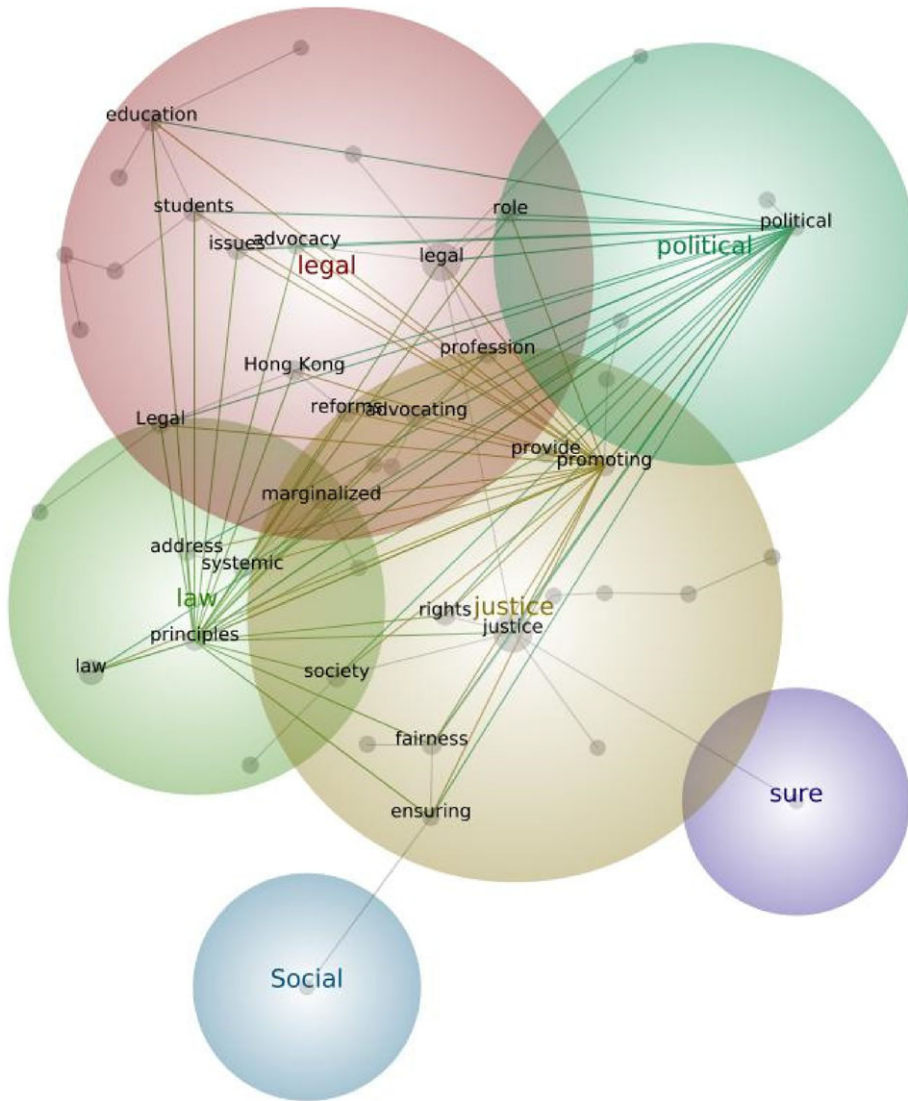 education
students
role
political
issues
advocacy
political
legal
legal
profession
Hong Kong
reforms
advocating
Legal
provide
promoting
marginalized
address
systemic
law
rights
justice
justice
principles
law
society
fairness
sure
ensuring
Social